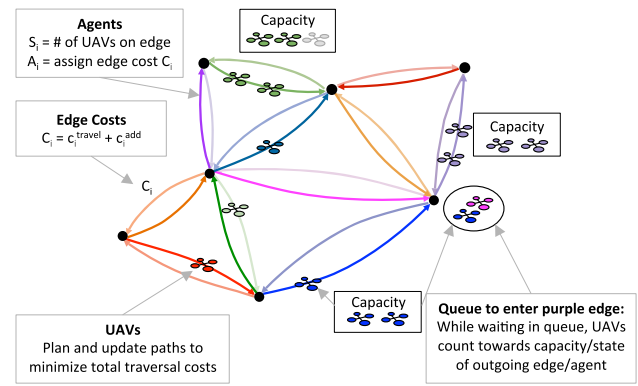 Agents
Sᵢ = # of UAVs on edge
Aᵢ = assign edge cost Cᵢ
Capacity
Edge Costs
Cᵢ = cᵢᵗʳᵃᵛᵉˡ + cᵢᵃᵈᵈ
Cᵢ
Capacity
Capacity
UAVs
Plan and update paths to
minimize total traversal costs
Queue to enter purple edge:
While waiting in queue, UAVs
count towards capacity/state
of outgoing edge/agent